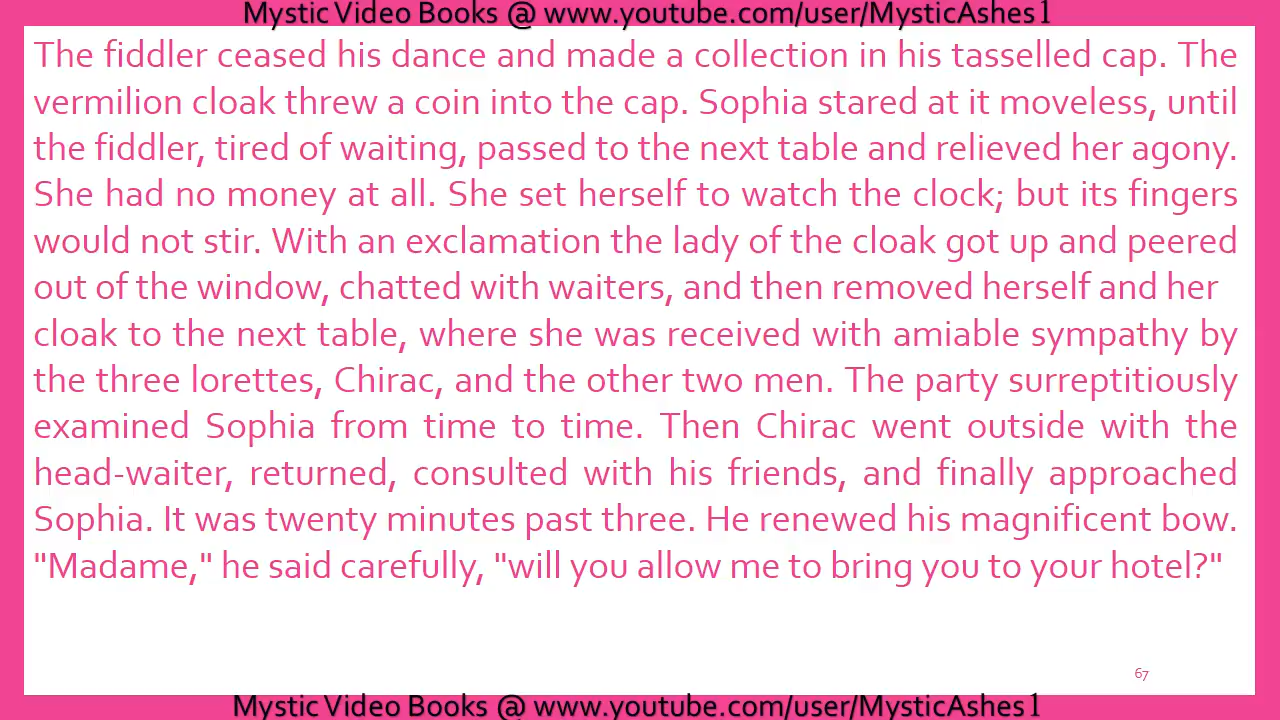 Mystic Video Books @ www.youtube.com/user/MysticAshes1
The fiddler ceased his dance and made a collection in his tasselled cap. The
vermilion cloak threw a coin into the cap. Sophia stared at it moveless, until
the fiddler, tired of waiting, passed to the next table and relieved her agony.
She had no money at all. She set herself to watch the clock; but its fingers
would not stir. With an exclamation the lady of the cloak got up and peered
out of the window, chatted with waiters, and then removed herself and her
cloak to the next table, where she was received with amiable sympathy by
the three lorettes, Chirac, and the other two men. The party surreptitiously
examined Sophia from time to time. Then Chirac went outside with the
head-waiter, returned, consulted with his friends, and finally approached
Sophia. It was twenty minutes past three. He renewed his magnificent bow.
"Madame," he said carefully, "will you allow me to bring you to your hotel?"
67
Mystic Video Books @ www.youtube.com/user/MysticAshes1